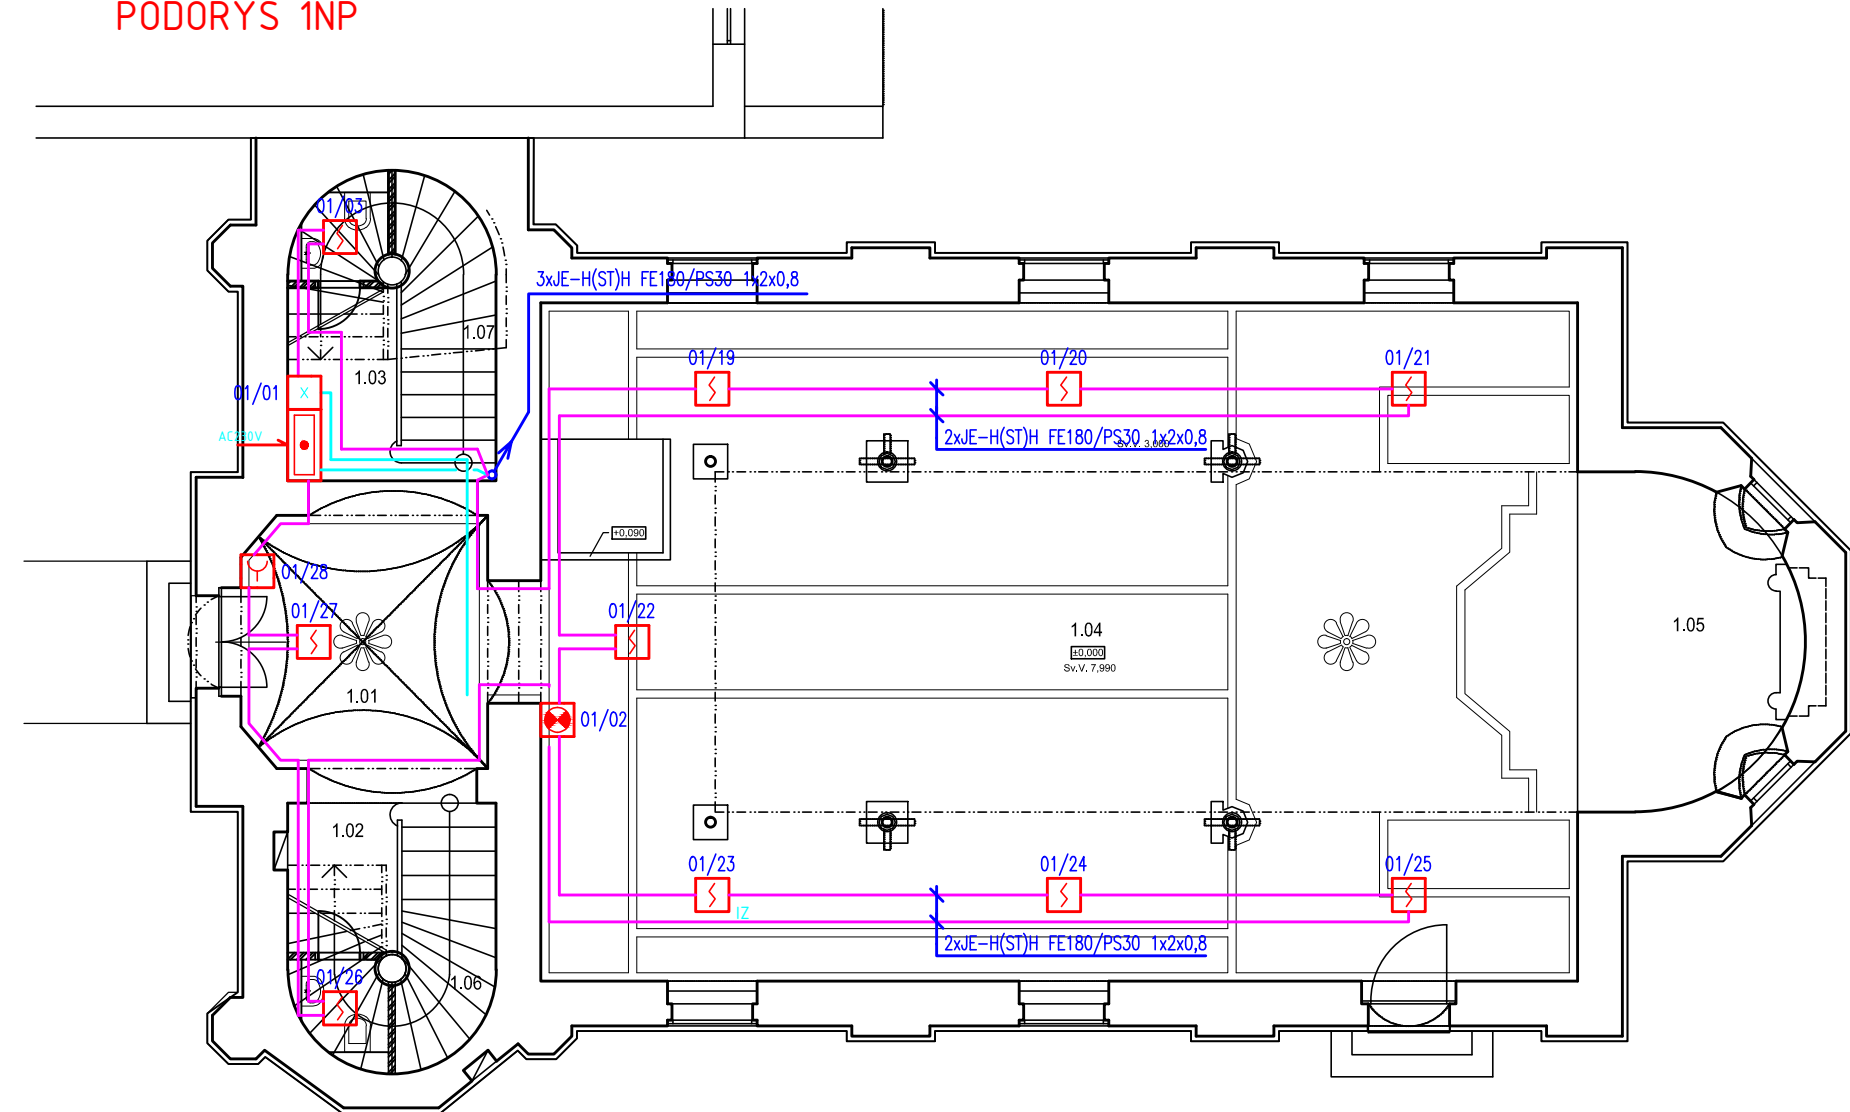 PODORYS 1NP
01/03
3xJE-H(ST)H FE180/PS30 1x2x0,8
1.07
01/19
01/20
01/21
1.03
01/01
X
AC230V
2xJE-H(ST)H FE180/PS30 1x2x0,8
Sv.V. 3,000
+0,090
01/28
01/27
01/22
1.04
±0,000
Sv.V. 7,990
1.05
1.01
01/02
1.02
01/23
01/24
01/25
IZ
2xJE-H(ST)H FE180/PS30 1x2x0,8
01/26
1.06